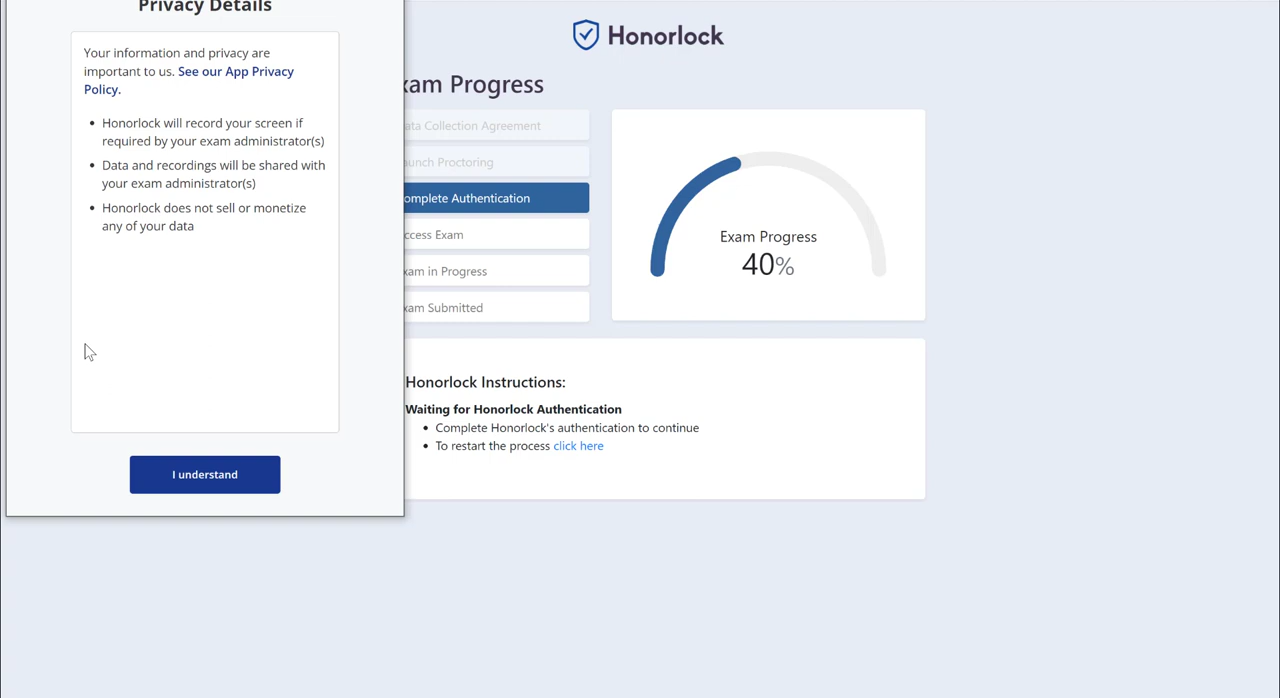 Privacy Details
Your information and privacy are
important to us. See our App Privacy
Policy.
• Honorlock will record your screen if
required by your exam administrator(s)
• Data and recordings will be shared with
your exam administrator(s)
• Honorlock does not sell or monetize
any of your data
I understand
Honorlock
xam Progress
ata Collection Agreement
unch Proctoring
omplete Authentication
ccess Exam
xam in Progress
xam Submitted
Exam Progress
40%
Honorlock Instructions:
Waiting for Honorlock Authentication
• Complete Honorlock's authentication to continue
• To restart the process click here